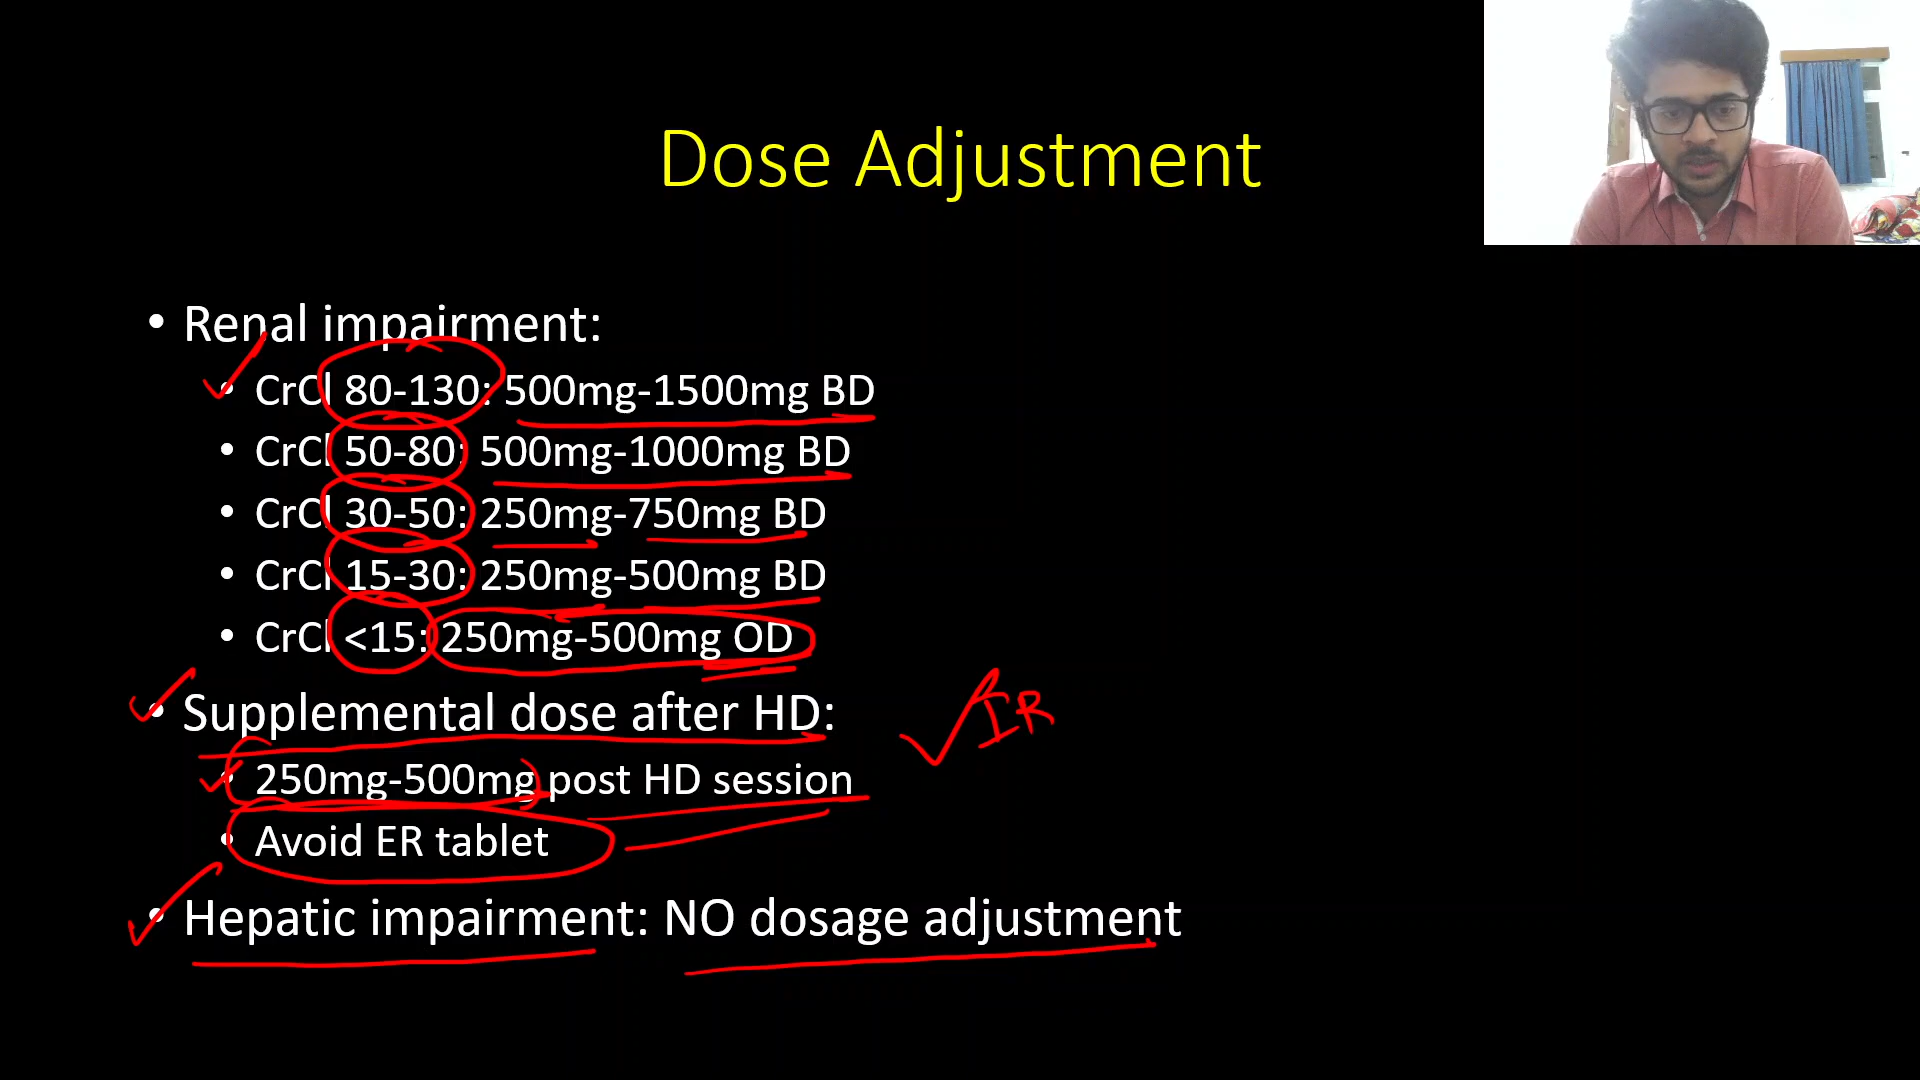 Dose Adjustment
• Renal impairment:
• CrCl 80-130: 500mg-1500mg BD
• CrCl 50-80: 500mg-1000mg BD
• CrCl 30-50: 250mg-750mg BD
• CrCl 15-30: 250mg-500mg BD
• CrCl <15: 250mg-500mg OD
• Supplemental dose after HD:
IR
• 250mg-500mg post HD session
• Avoid ER tablet
• Hepatic impairment: NO dosage adjustment